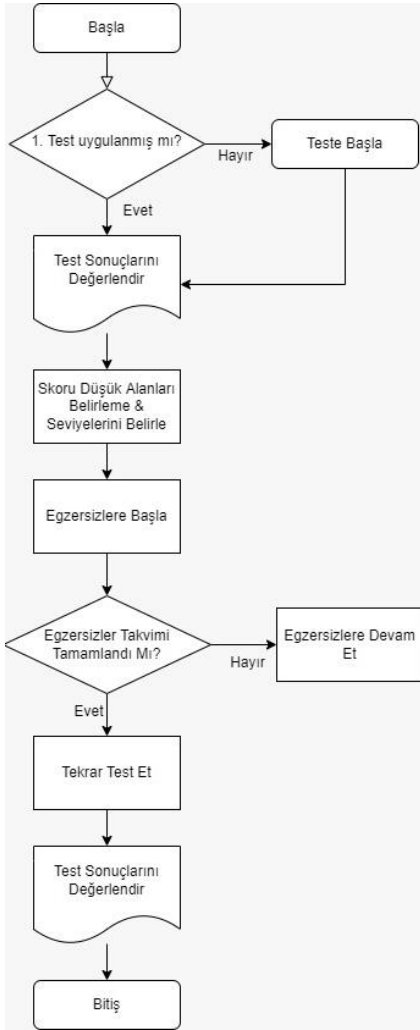 Başla
1. Test uygulanmış mı?
Hayır
Teste Başla
Evet
Test Sonuçlarını
Değerlendir
Skoru Düşük Alanları
Belirleme &
Seviyelerini Belirle
Egzersizlere Başla
Egzersizler Takvimi
Tamamlandı Mı?
Hayır
Egzersizlere Devam
Et
Evet
Tekrar Test Et
Test Sonuçlarını
Değerlendir
Bitiş